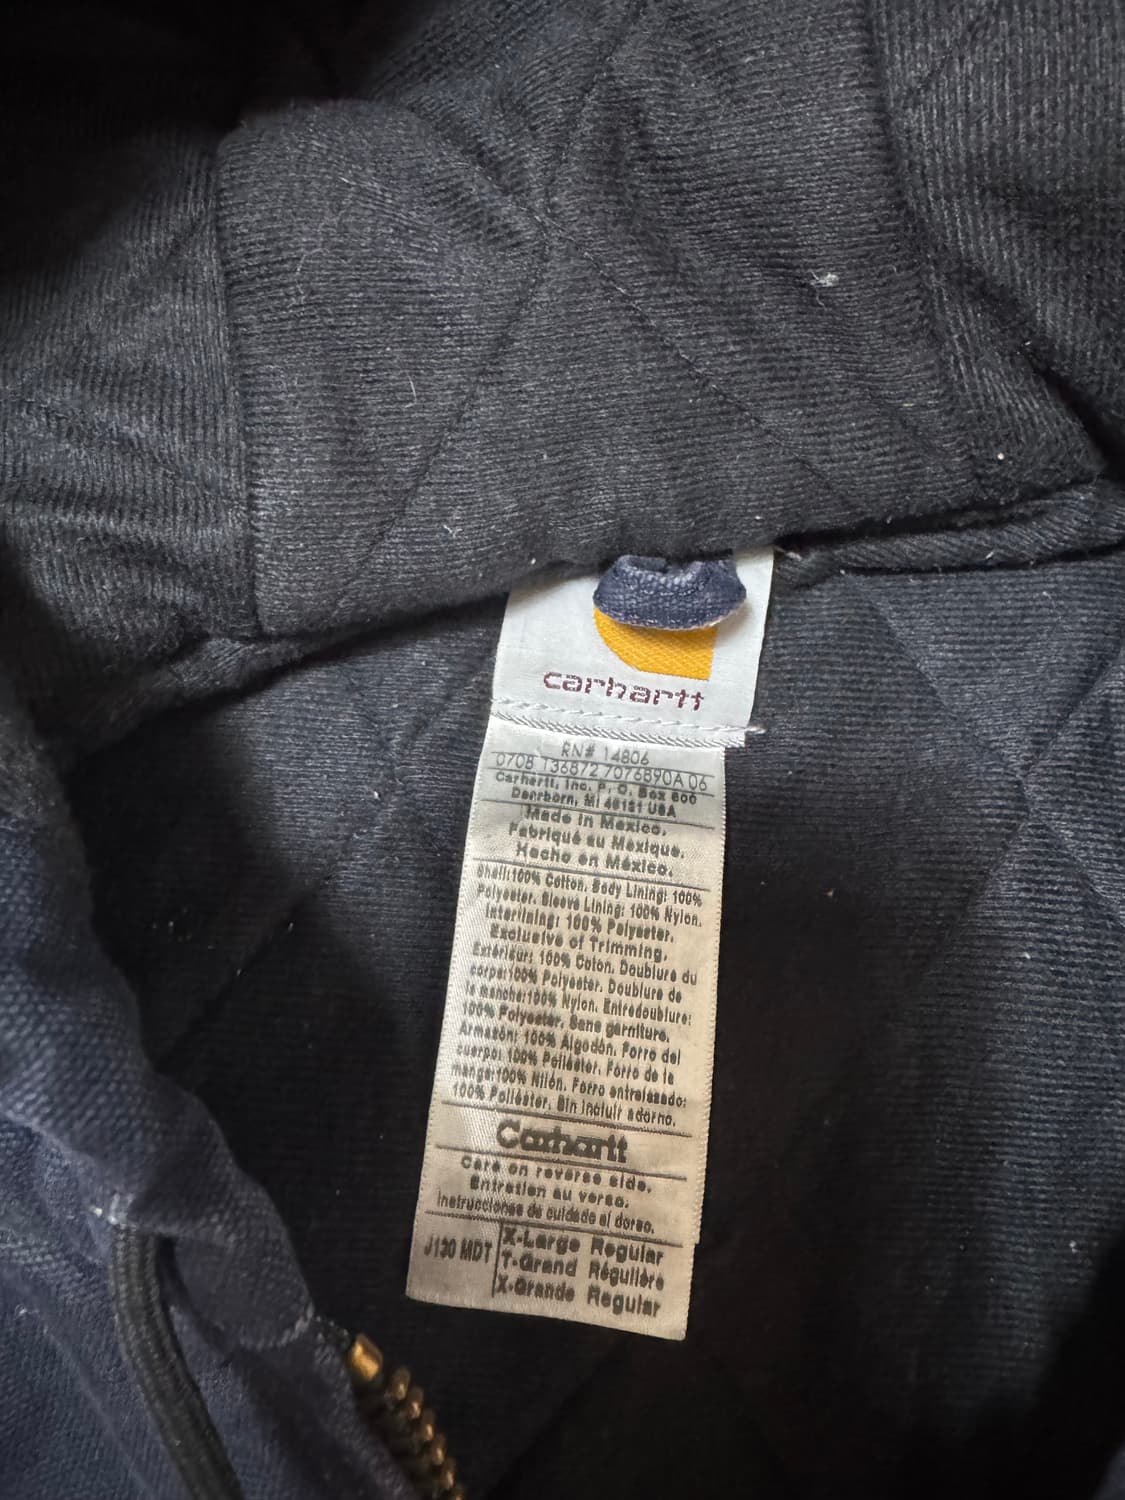 carhartt
RN# 14806
0708 T36872 7076890A 06
Carhartt, Inc. P. O. Box 600
Dearborn, MI 48121 USA
Made in Mexico.
Fabriqué au Mexique.
Hecho en México.
Shell:100% Cotton. Body Lining: 100%
Polyester. Sleeve Lining: 100% Nylon.
Interlining: 100% Polyester.
Exclusive of Trimming.
Extérieur: 100% Coton. Doublure du
corps:100% Polyester. Doublure de
la manche:100% Nylon. Entredoublure:
100% Polyester. Sans garniture.
Armasón: 100% Algodón. Forro del
cuerpo: 100% Poliéster. Forro de la
manga:100% Nilón. Forro entrelasado:
100% Poliéster. Sin incluir adorno.
Carhartt
Care on reverse side.
Entretien au verso.
Instrucciones de cuidado al dorso.
J130 MDT
X-Large Regular
T-Grand Régulière
X-Grande Regular